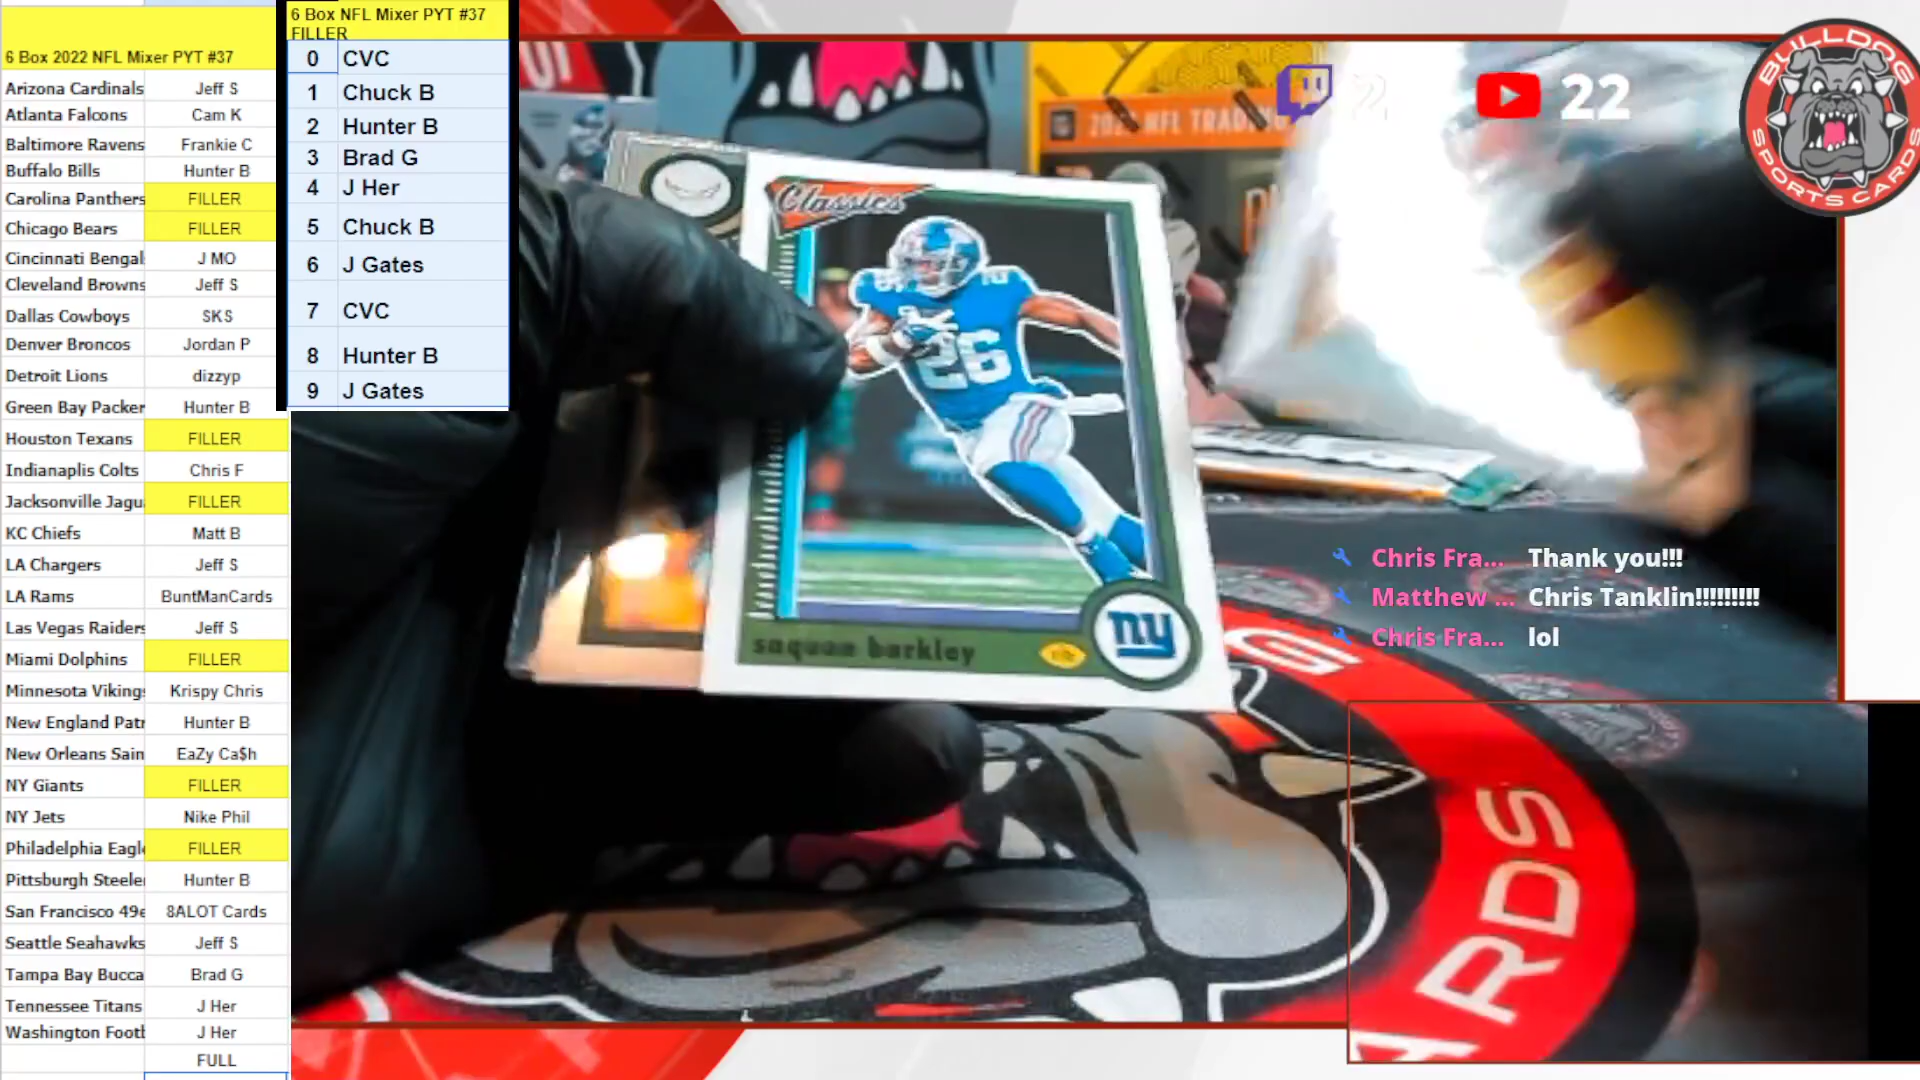 6 Box 2022 NFL Mixer PYT #37
Arizona Cardinals Jeff S
Atlanta Falcons Cam K
Baltimore Ravens Frankie C
Buffalo Bills Hunter B
Carolina Panthers FILLER
Chicago Bears FILLER
Cincinnati Bengal J MO
Cleveland Browns Jeff S
Dallas Cowboys SKS
Denver Broncos Jordan P
Detroit Lions dizzyp
Green Bay Packer Hunter B
Houston Texans FILLER
Indianaplis Colts Chris F
Jacksonville Jagu FILLER
KC Chiefs Matt B
LA Chargers Jeff S
LA Rams BuntManCards
Las Vegas Raiders Jeff S
Miami Dolphins FILLER
Minnesota Viking Krispy Chris
New England Patr Hunter B
New Orleans Sain EaZy Ca$h
NY Giants FILLER
NY Jets Nike Phil
Philadelphia Eagl FILLER
Pittsburgh Steele Hunter B
San Francisco 49e 8ALOT Cards
Seattle Seahawks Jeff S
Tampa Bay Bucca Brad G
Tennessee Titans J Her
Washington Foot J Her
FULL
6 Box NFL Mixer PYT #37
FILLER
0 CVC
1 Chuck B
2 Hunter B
3 Brad G
4 J Her
5 Chuck B
6 J Gates
7 CVC
8 Hunter B
9 J Gates
Classics
26
saquon barkley
ny
NFL TRADING
2
22
BULLDOG
SPORTS CARDS
Chris Fra... Thank you!!!
Matthew ... Chris Tanklin!!!!!!!!!
Chris Fra... lol
ARDS